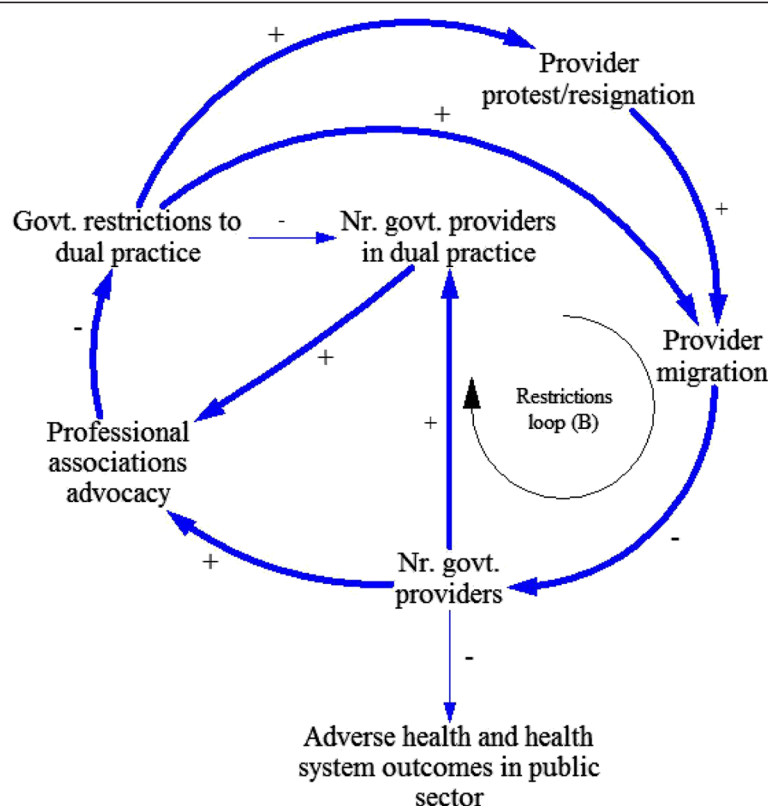 +
Provider
protest/resignation
+
+
Govt. restrictions to
dual practice
-
Nr. govt. providers
in dual practice
-
+
Provider
migration
Restrictions
loop (B)
+
Professional
associations
advocacy
+
-
Nr. govt.
providers
-
Adverse health and health
system outcomes in public
sector